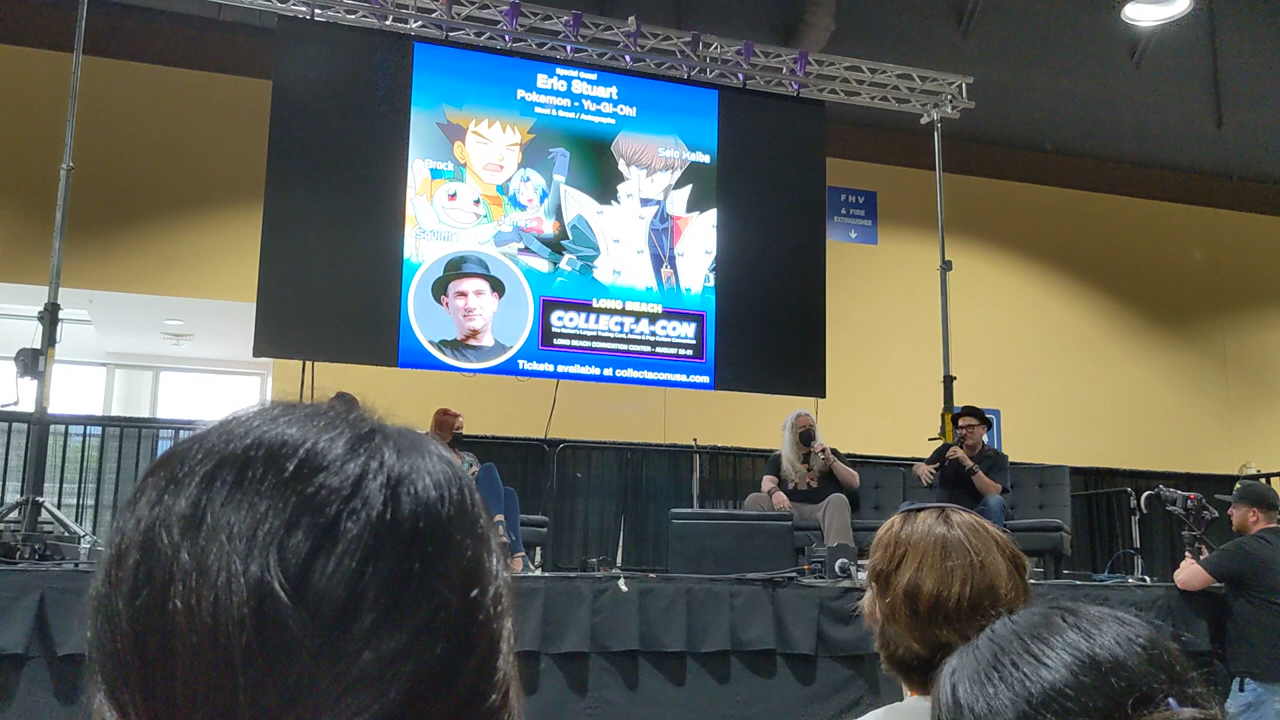 Special Guest
Eric Stuart
Pokemon - Yu-Gi-Oh!
Meet & Greet / Autographs
Brock
Seto Kaiba
Squirtle
LONG BEACH
COLLECT-A-CON
The Nation's Largest Trading Card, Anime & Pop Culture Convention
LONG BEACH CONVENTION CENTER - AUGUST 20-21
Tickets available at collectaconusa.com
FHV
& FIRE
EXTINGUISHER